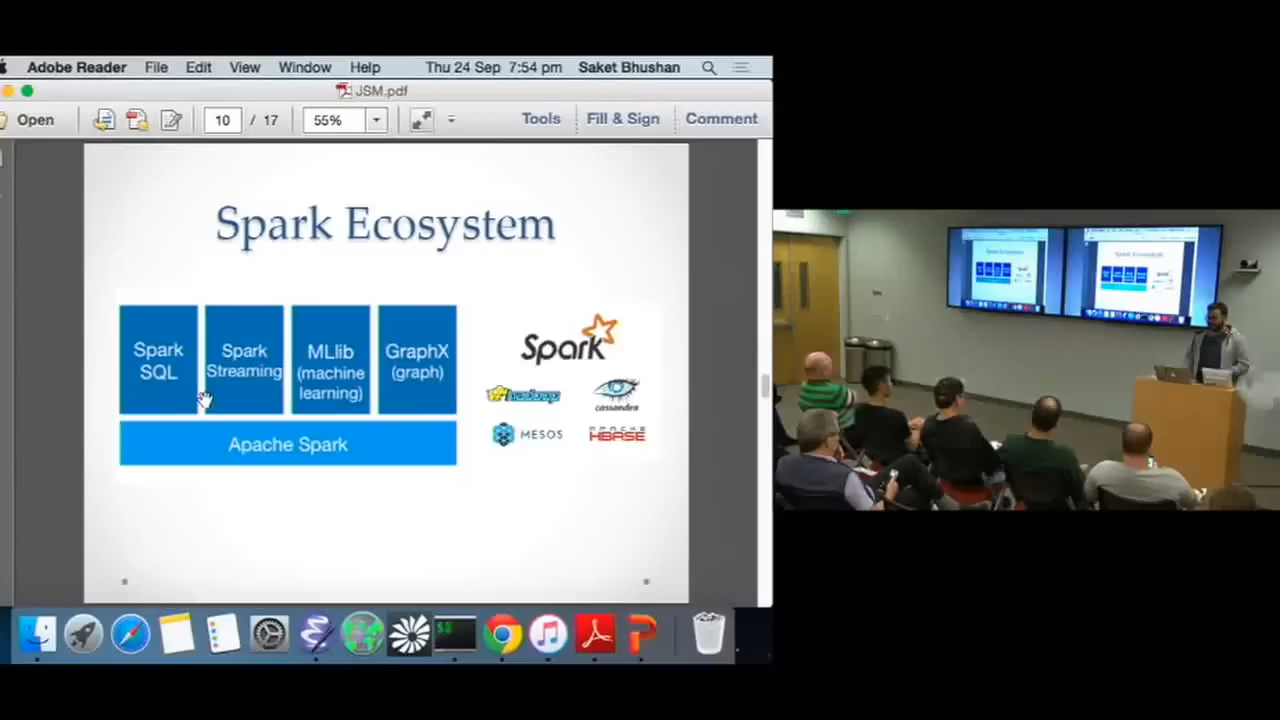 Adobe Reader File Edit View Window Help Thu 24 Sep 7:54 pm Saket Bhushan
JSM.pdf
Open 10 / 17 55% Tools Fill & Sign Comment
Spark Ecosystem
Spark
SQL
Spark
Streaming
MLlib
(machine
learning)
GraphX
(graph)
Apache Spark
Spark
hadoop
cassandra
MESOS
APACHE
HBASE